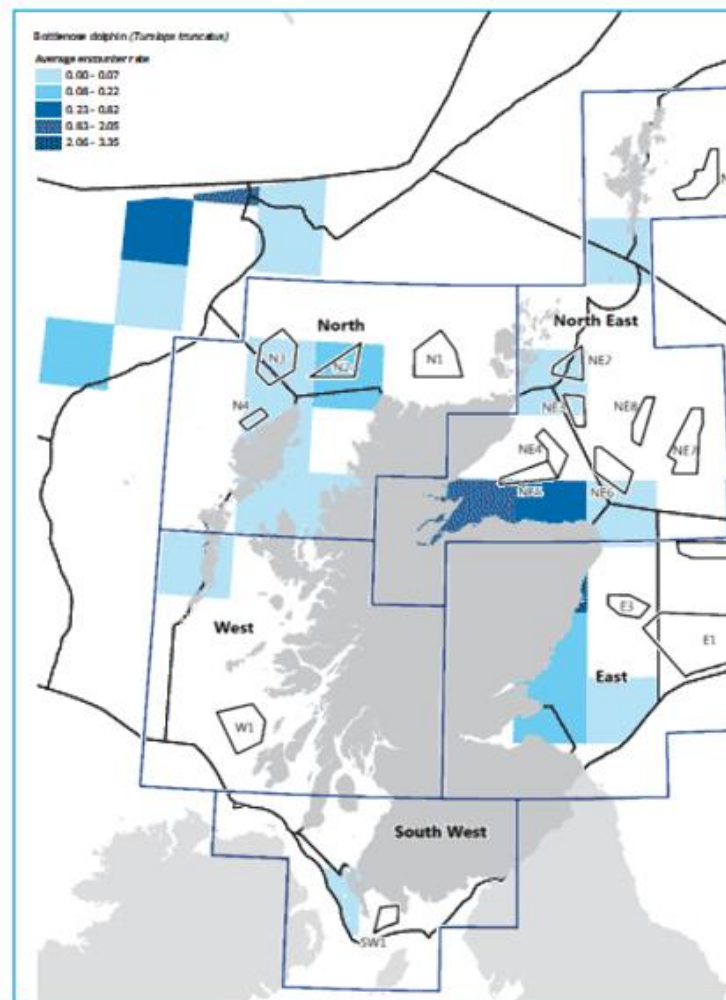 Bottlenose dolphin (Tursiops truncatus)
Average encounter rate
0.00 - 0.07
0.08 - 0.22
0.23 - 0.82
0.83 - 2.05
2.06 - 3.35
North
North East
N3
N2
N1
NE2
N4
NE8
NE4
NE7
NE6
E3
West
E1
East
W1
South West
SW1